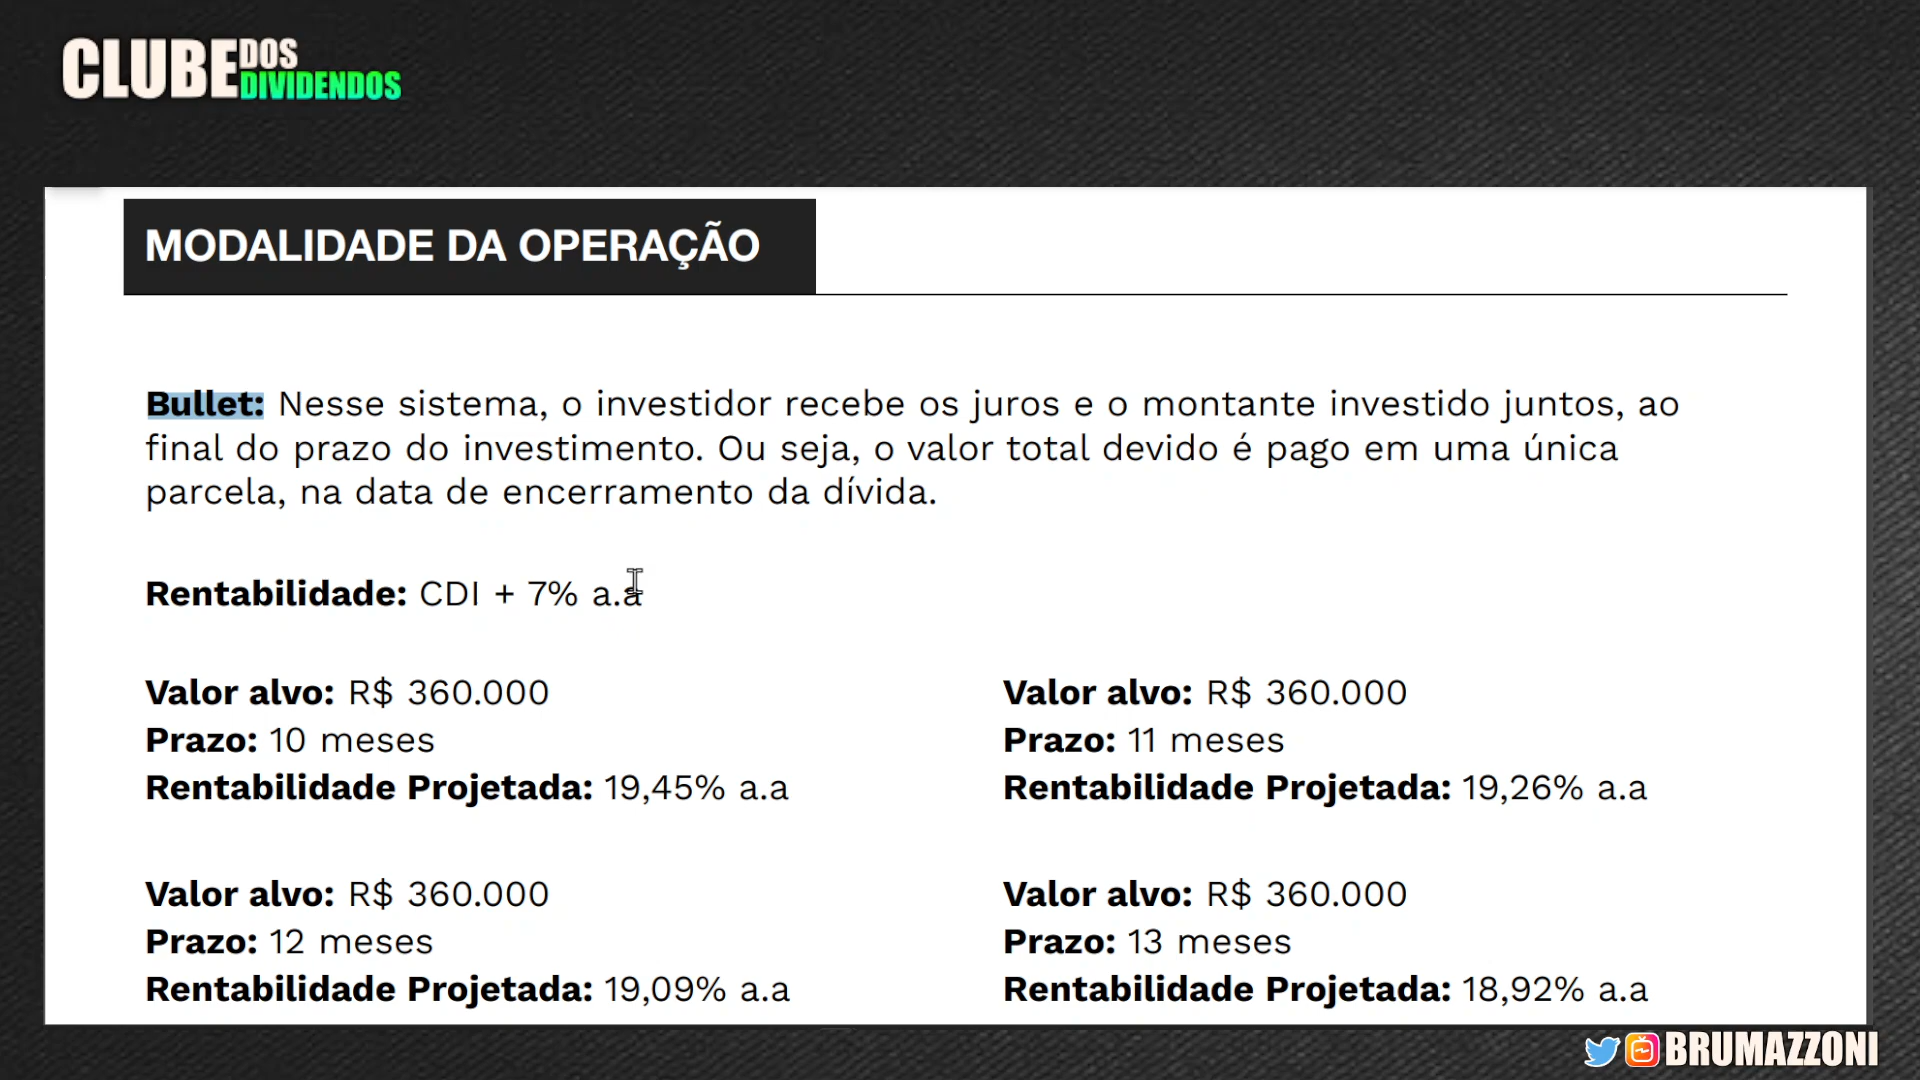 CLUBE DOS DIVIDENDOS
MODALIDADE DA OPERAÇÃO
Bullet: Nesse sistema, o investidor recebe os juros e o montante investido juntos, ao
final do prazo do investimento. Ou seja, o valor total devido é pago em uma única
parcela, na data de encerramento da dívida.
Rentabilidade: CDI + 7% a.a
Valor alvo: R$ 360.000
Prazo: 10 meses
Rentabilidade Projetada: 19,45% a.a
Valor alvo: R$ 360.000
Prazo: 11 meses
Rentabilidade Projetada: 19,26% a.a
Valor alvo: R$ 360.000
Prazo: 12 meses
Rentabilidade Projetada: 19,09% a.a
Valor alvo: R$ 360.000
Prazo: 13 meses
Rentabilidade Projetada: 18,92% a.a
BRUMAZZONI